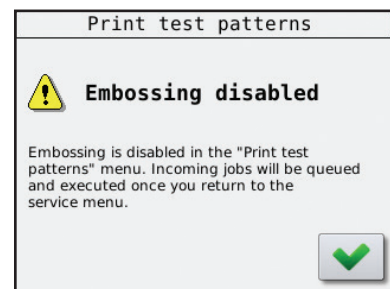 Print test patterns
Embossing disabled
Embossing is disabled in the "Print test
patterns" menu. Incoming jobs will be queued
and executed once you return to the
service menu.